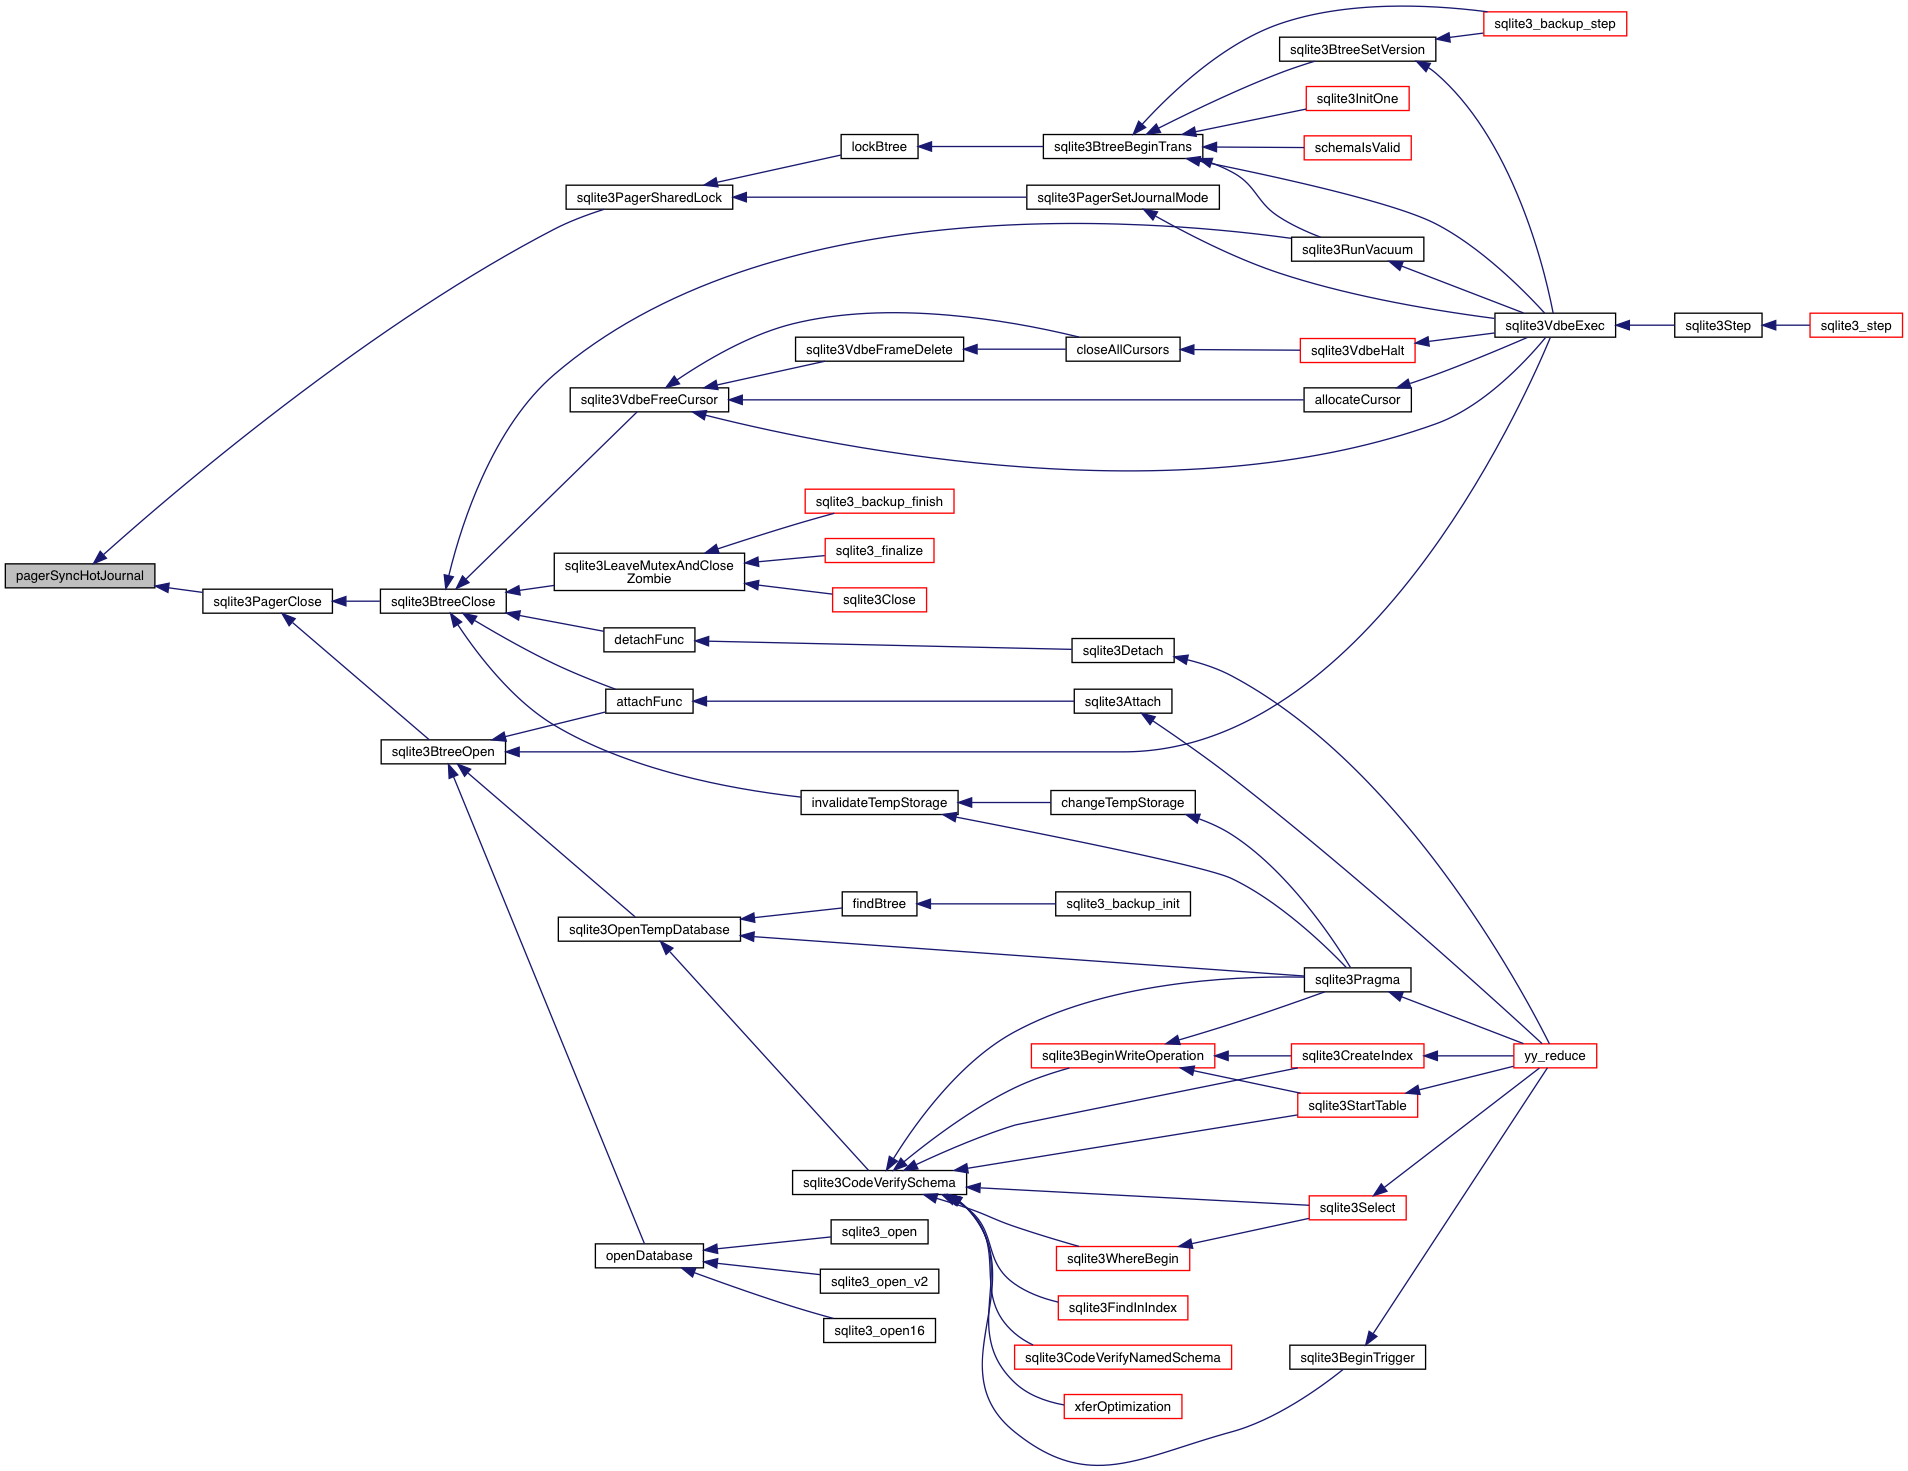 sqlite3_backup_step
sqlite3BtreeSetVersion
sqlite3InitOne
lockBtree
sqlite3BtreeBeginTrans
schemaIsValid
sqlite3PagerSharedLock
sqlite3PagerSetJournalMode
sqlite3RunVacuum
sqlite3VdbeExec
sqlite3Step
sqlite3_step
sqlite3VdbeFrameDelete
closeAllCursors
sqlite3VdbeHalt
sqlite3VdbeFreeCursor
allocateCursor
sqlite3_backup_finish
sqlite3_finalize
sqlite3LeaveMutexAndClose
Zombie
pagerSyncHotJournal
sqlite3PagerClose
sqlite3BtreeClose
sqlite3Close
detachFunc
sqlite3Detach
attachFunc
sqlite3Attach
sqlite3BtreeOpen
invalidateTempStorage
changeTempStorage
findBtree
sqlite3_backup_init
sqlite3OpenTempDatabase
sqlite3Pragma
sqlite3BeginWriteOperation
sqlite3CreateIndex
yy_reduce
sqlite3StartTable
sqlite3CodeVerifySchema
sqlite3Select
sqlite3_open
openDatabase
sqlite3WhereBegin
sqlite3_open_v2
sqlite3FindInIndex
sqlite3_open16
sqlite3CodeVerifyNamedSchema
sqlite3BeginTrigger
xferOptimization